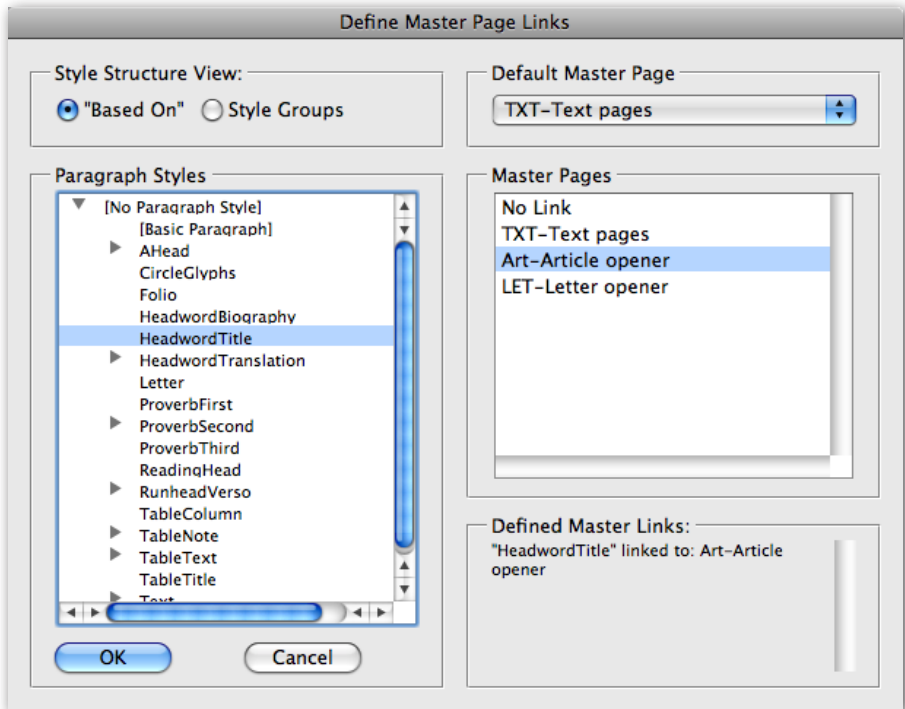 Define Master Page Links
Style Structure View:
"Based On" Style Groups
Default Master Page
TXT-Text pages
Paragraph Styles
[No Paragraph Style]
[Basic Paragraph]
AHead
CircleGlyphs
Folio
HeadwordBiography
HeadwordTitle
HeadwordTranslation
Letter
ProverbFirst
ProverbSecond
ProverbThird
ReadingHead
RunheadVerso
TableColumn
TableNote
TableText
TableTitle
Text
OK Cancel
Master Pages
No Link
TXT-Text pages
Art-Article opener
LET-Letter opener
Defined Master Links:
"HeadwordTitle" linked to: Art-Article
opener